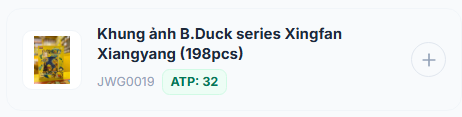 Khung ảnh B.Duck series Xingfan
Xiangyang (198pcs)
JWG0019 ATP: 32